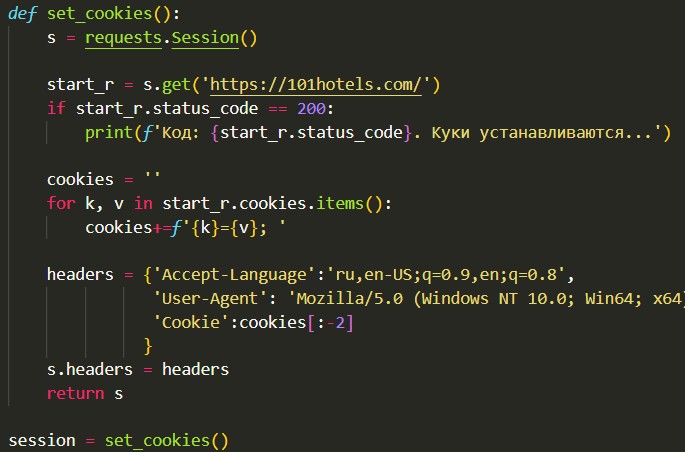 def set_cookies():
    s = requests.Session()

    start_r = s.get('https://101hotels.com/')
    if start_r.status_code == 200:
        print(f'Код: {start_r.status_code}. Куки устанавливаются...')

    cookies = ''
    for k, v in start_r.cookies.items():
        cookies+=f'{k}={v}; '

    headers = {'Accept-Language':'ru,en-US;q=0.9,en;q=0.8',
               'User-Agent': 'Mozilla/5.0 (Windows NT 10.0; Win64; x64)
               'Cookie':cookies[:-2]
              }
    s.headers = headers
    return s

session = set_cookies()